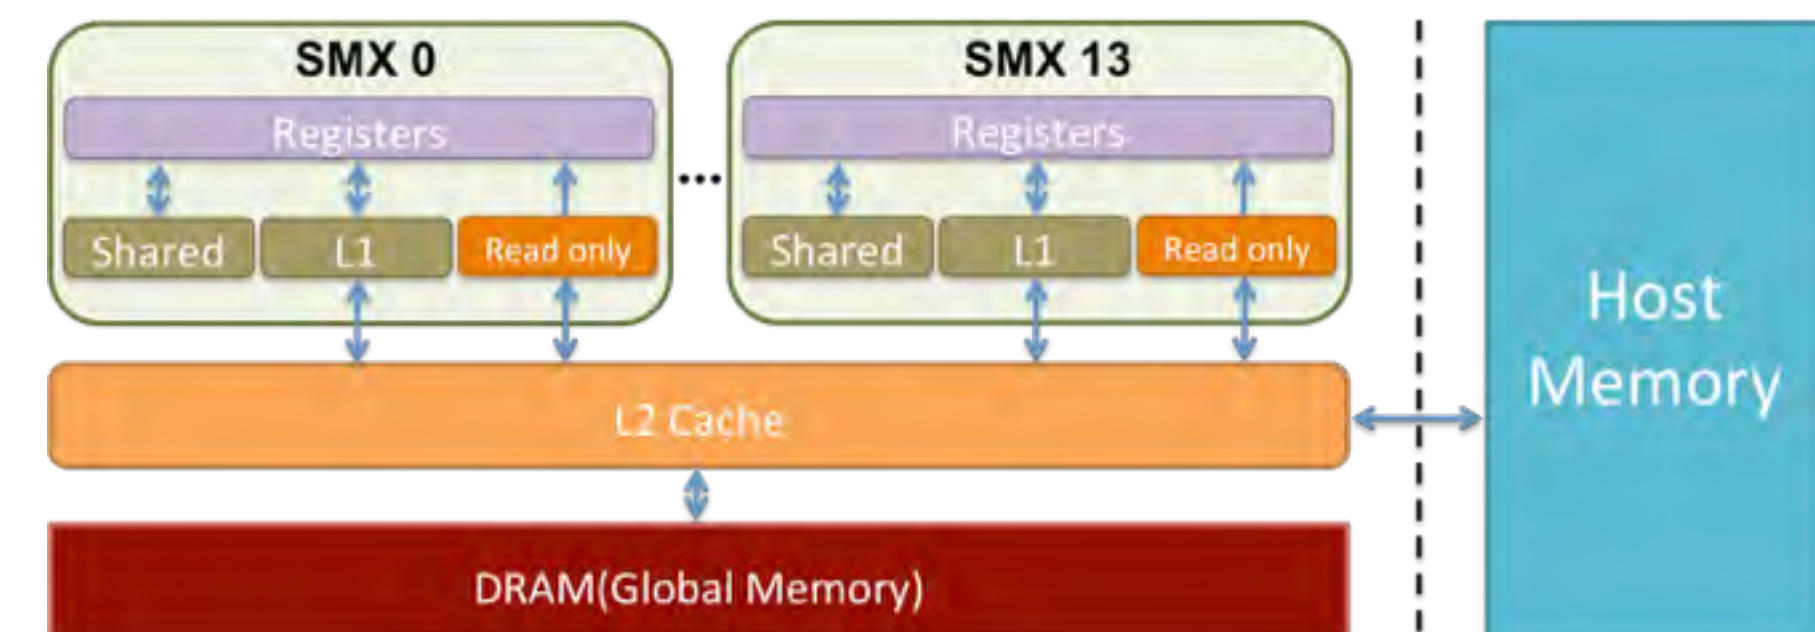 SMX 0
Registers
Shared
L1
Read only
...
SMX 13
Registers
Shared
L1
Read only
L2 Cache
DRAM(Global Memory)
Host
Memory